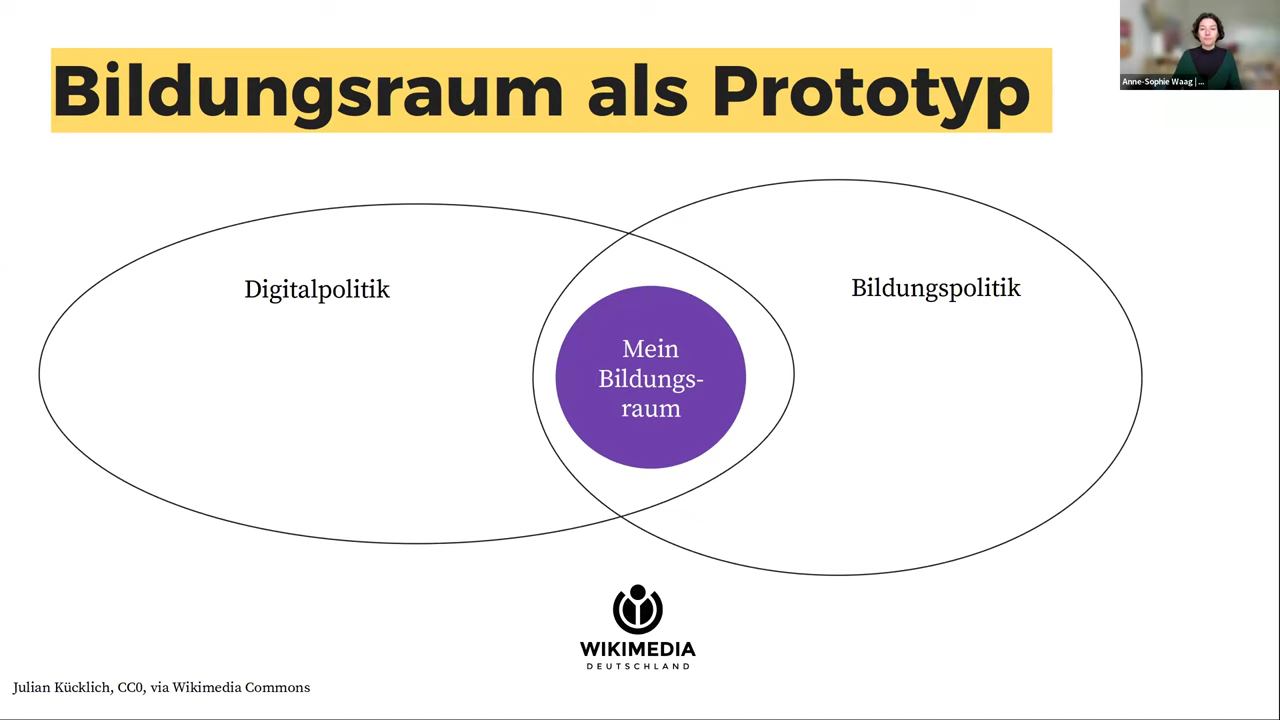 Bildungsraum als Prototyp
Anne-Sophie Waag | ...
Digitalpolitik
Bildungspolitik
Mein
Bildungs-
raum
WIKIMEDIA
DEUTSCHLAND
Julian Kücklich, CC0, via Wikimedia Commons